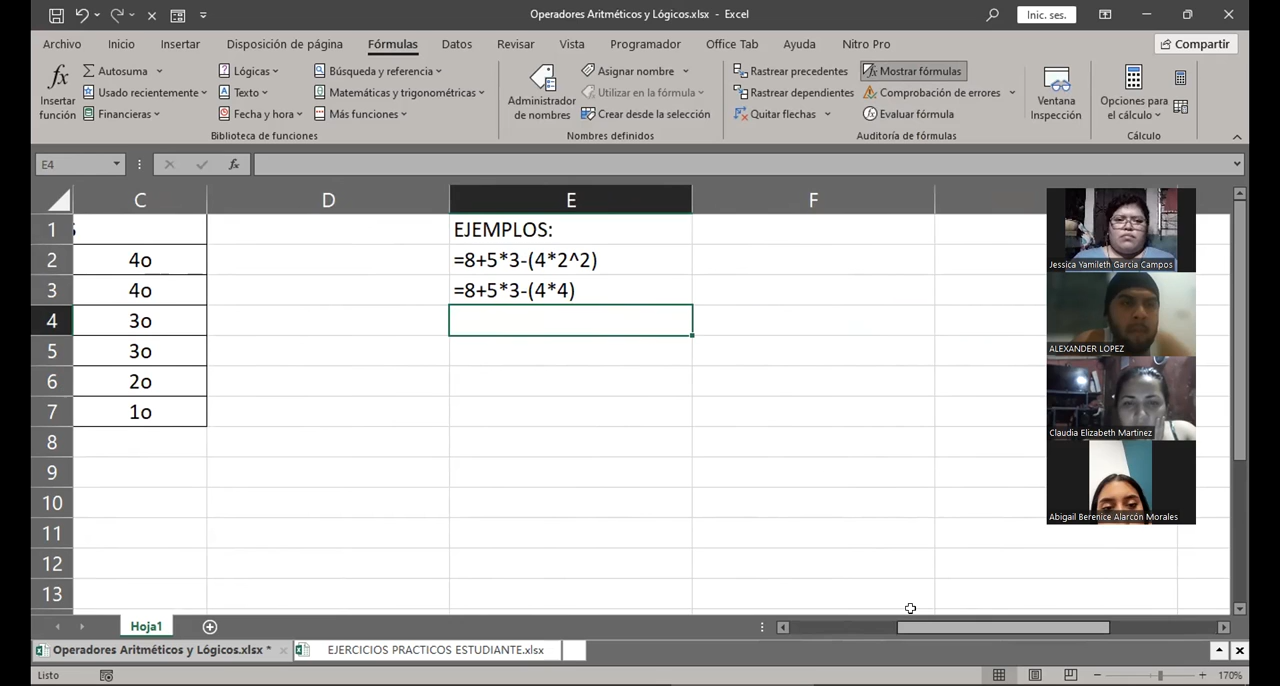 Operadores Aritméticos y Lógicos.xlsx - Excel
Inic. ses.
Archivo Inicio Insertar Disposición de página Fórmulas Datos Revisar Vista Programador Office Tab Ayuda Nitro Pro
Compartir
fx
Insertar función
Autosuma
Usado recientemente
Financieras
Lógicas
Texto
Fecha y hora
Búsqueda y referencia
Matemáticas y trigonométricas
Más funciones
Biblioteca de funciones
Administrador de nombres
Asignar nombre
Utilizar en la fórmula
Crear desde la selección
Nombres definidos
Rastrear precedentes
Rastrear dependientes
Quitar flechas
Mostrar fórmulas
Comprobación de errores
Evaluar fórmula
Auditoría de fórmulas
Ventana Inspección
Opciones para el cálculo
Cálculo
E4
fx
C D E F
1 EJEMPLOS:
2 4o =8+5*3-(4*2^2)
3 4o =8+5*3-(4*4)
4 3o
5 3o
6 2o
7 1o
8
9
10
11
12
13
Jessica Yamileth Garcia Campos
ALEXANDER LOPEZ
Claudia Elizabeth Martinez
Abigail Berenice Alarcón Morales
Hoja1
Operadores Aritméticos y Lógicos.xlsx *
EJERCICIOS PRACTICOS ESTUDIANTE.xlsx
Listo
170%